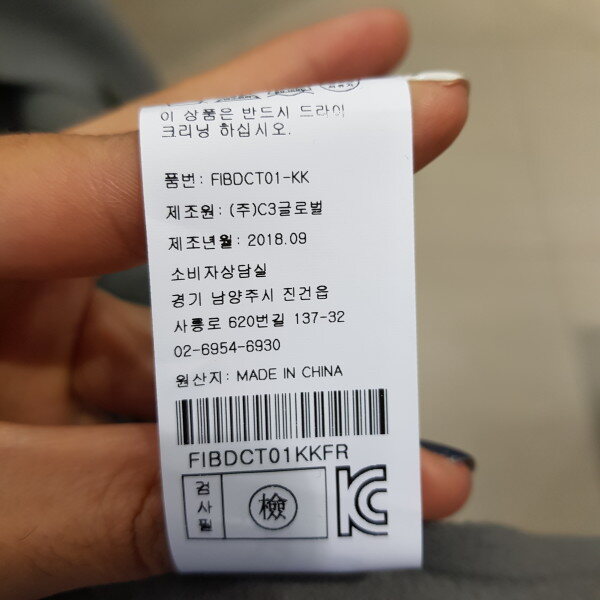 이 상품은 반드시 드라이
크리닝 하십시오.
품번: FIBDCT01-KK
제조원: (주)C3글로벌
제조년월: 2018.09
소비자상담실
경기 남양주시 진건읍
사릉로 620번길 137-32
02-6954-6930
원산지: MADE IN CHINA
FIBDCT01KKFR
검사필 檢